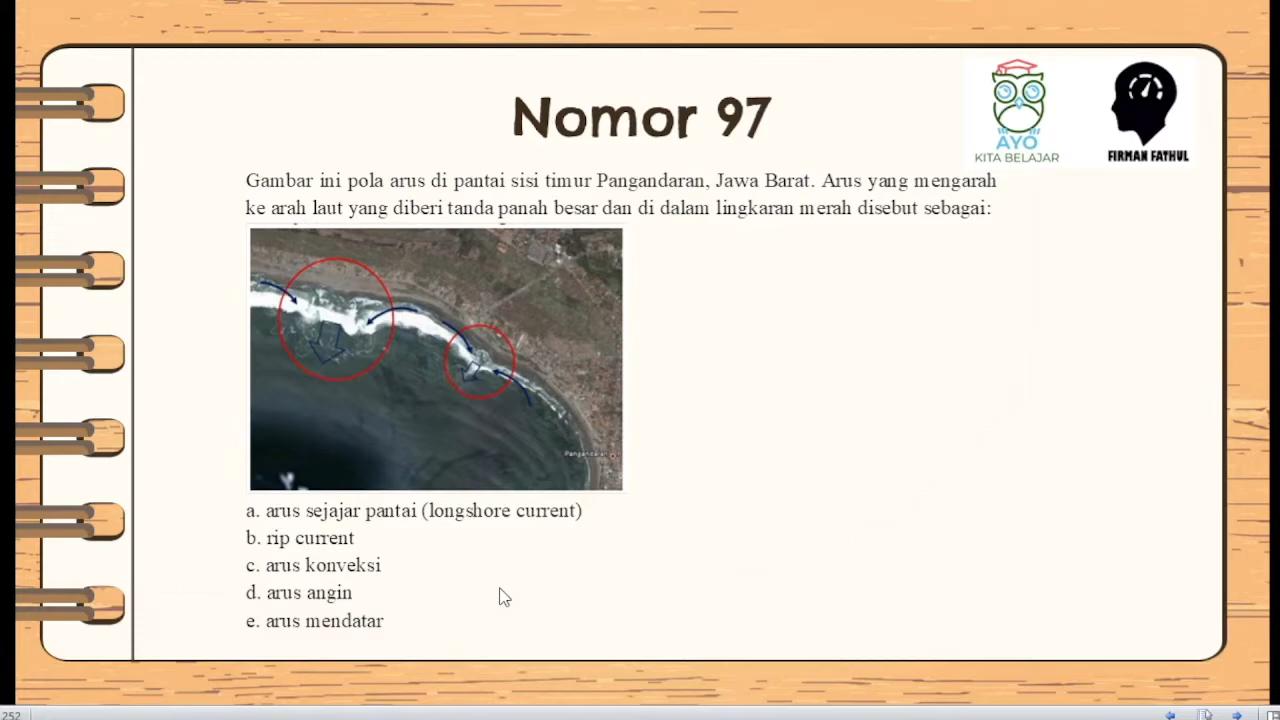 Nomor 97
AYO
KITA BELAJAR
FIRMAN FATHUL
Gambar ini pola arus di pantai sisi timur Pangandaran, Jawa Barat. Arus yang mengarah
ke arah laut yang diberi tanda panah besar dan di dalam lingkaran merah disebut sebagai:
Pangandaran
a. arus sejajar pantai (longshore current)
b. rip current
c. arus konveksi
d. arus angin
e. arus mendatar
252